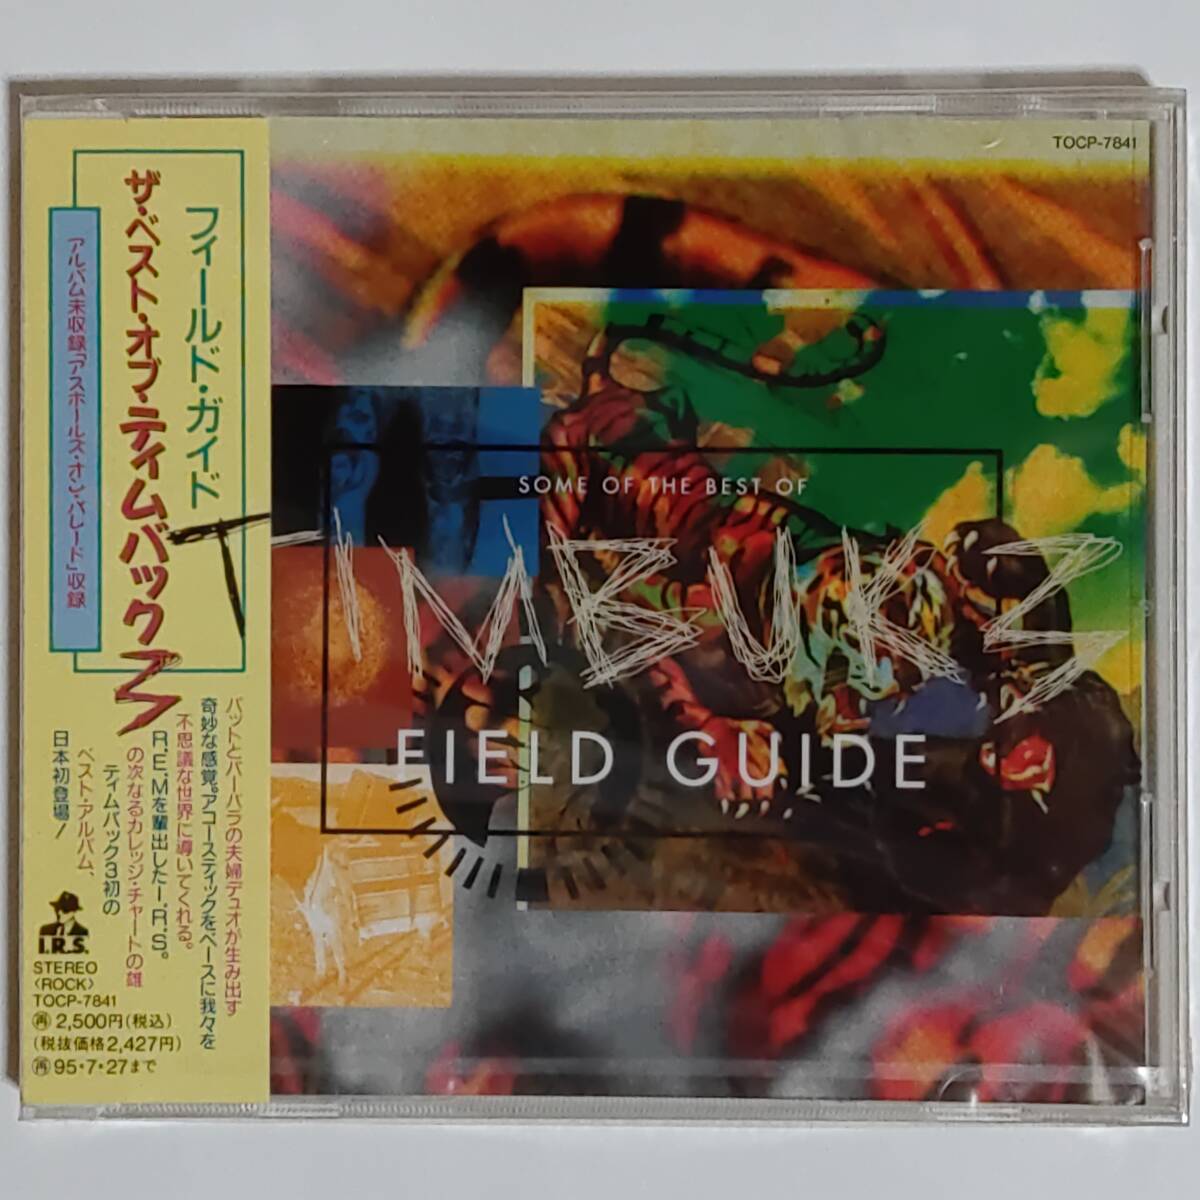 フィールド・ガイド
ザ・ベスト・オブ・ティムバック3
アルバム未収録「アスホールズ・オン・パレード」収録
パットとバーバラの夫婦デュオが生み出す
奇妙な感覚。アコースティックをベースに我々を
不思議な世界に導いてくれる。
R.E.Mを輩出したI.R.S.
の次なるカレッジ・チャートの雄
ティムバック3初の
ベスト・アルバム、
日本初登場!
I.R.S.
STEREO
〈ROCK〉
TOCP-7841
㊢2,500円(税込)
(税抜価格2,427円)
㊢95・7・27まで
TOCP-7841
SOME OF THE BEST OF
TIMBUK 3
FIELD GUIDE